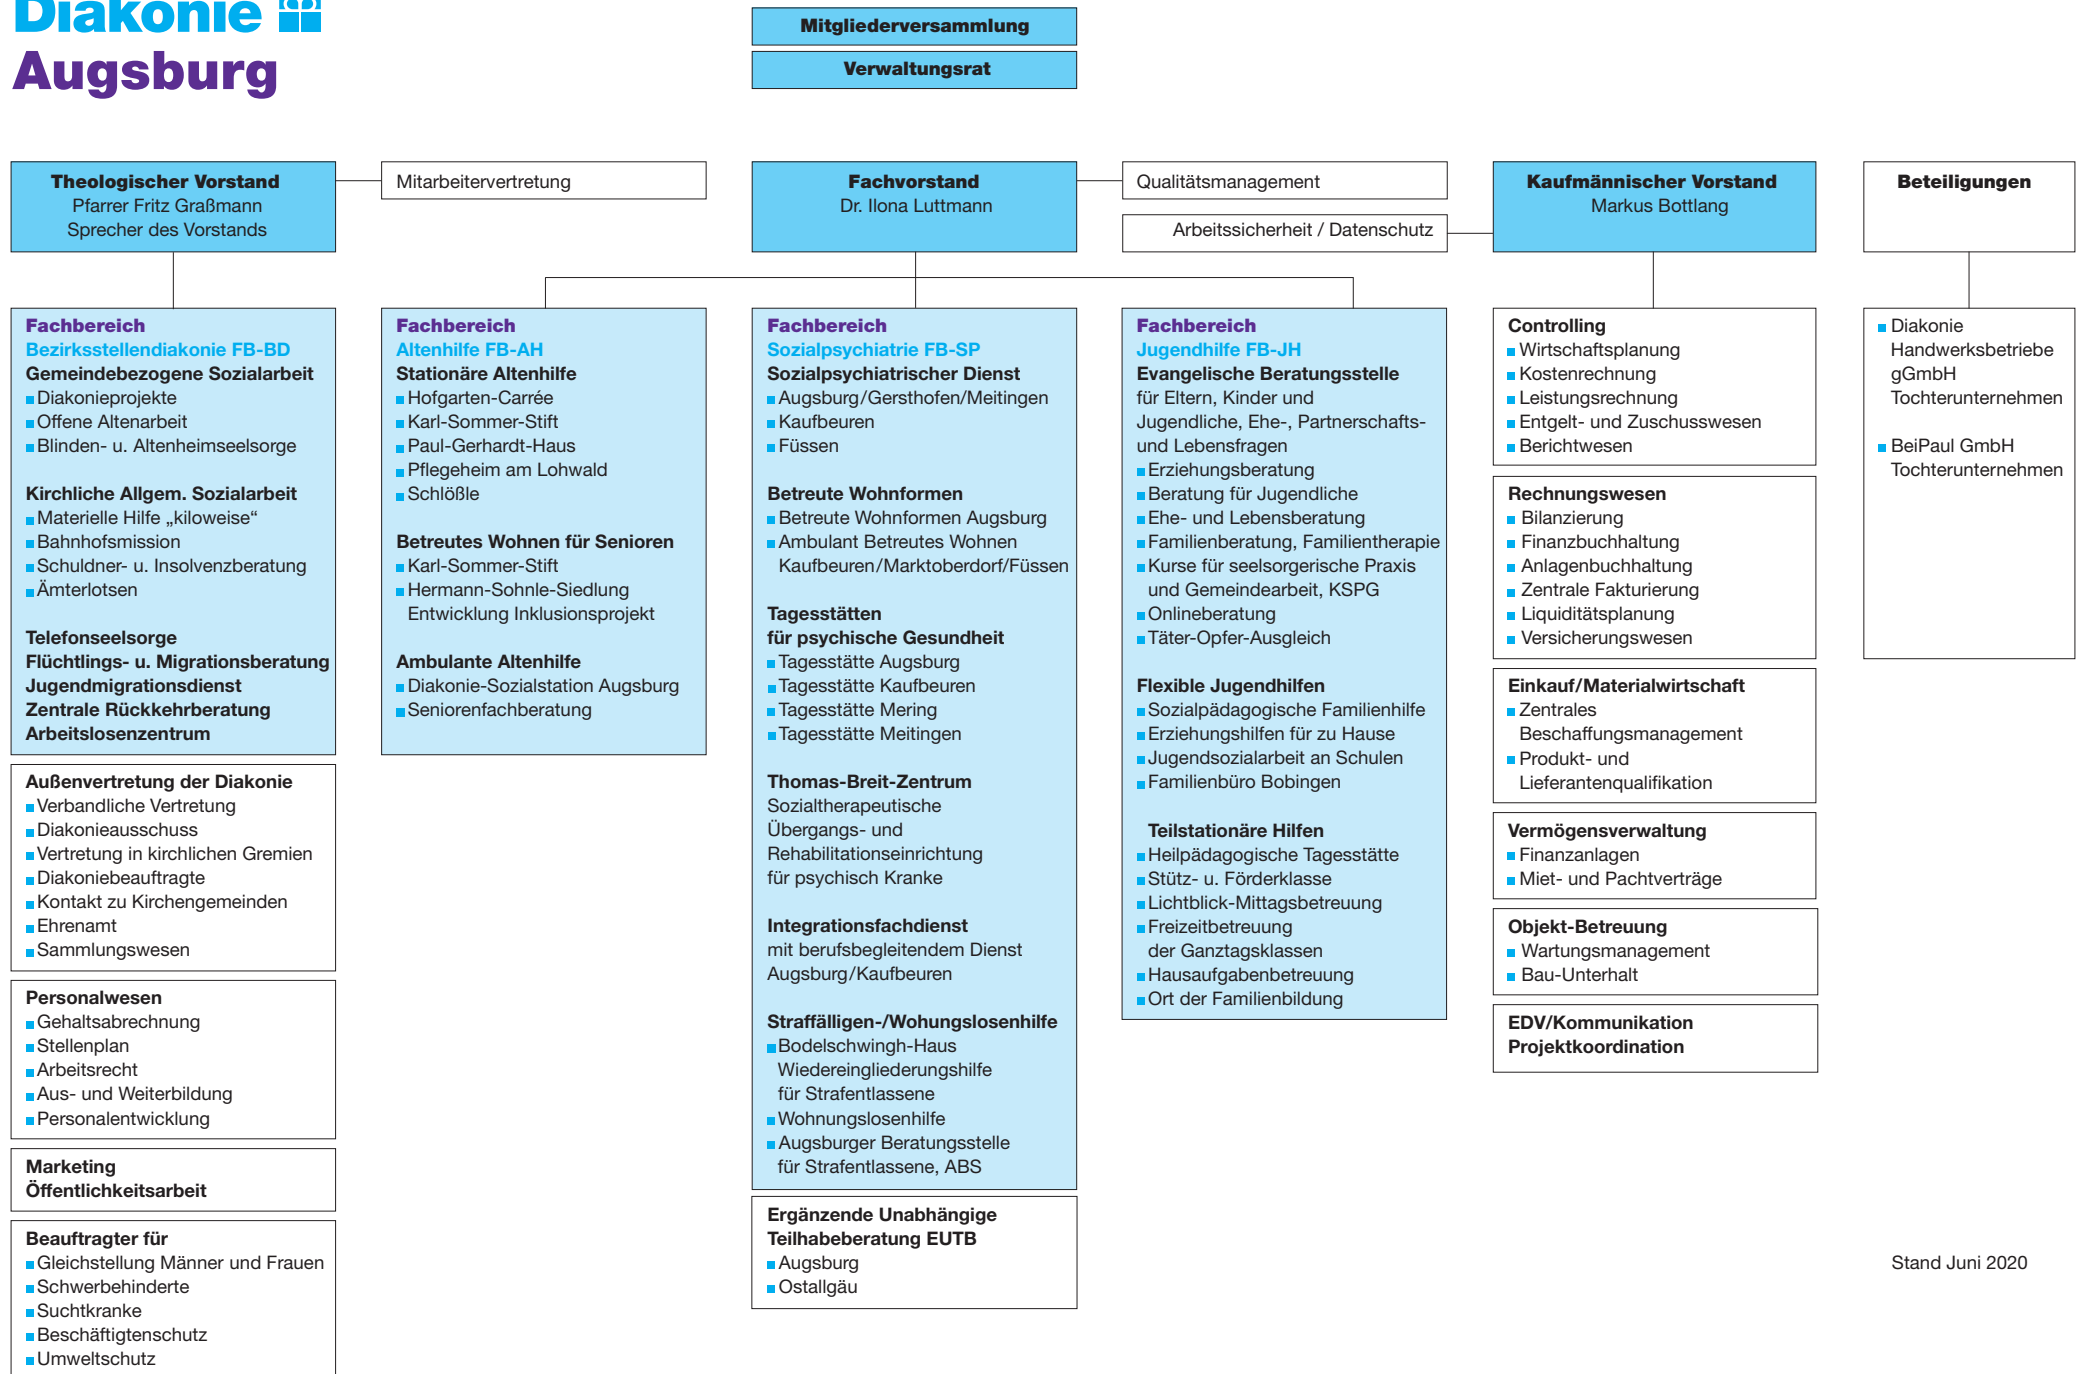 Diakonie
Augsburg
Mitgliederversammlung
Verwaltungsrat
Theologischer Vorstand
Pfarrer Fritz Graßmann
Sprecher des Vorstands
Mitarbeitervertretung
Fachvorstand
Dr. Ilona Luttmann
Qualitätsmanagement
Arbeitssicherheit / Datenschutz
Kaufmännischer Vorstand
Markus Bottlang
Beteiligungen
Fachbereich
Bezirksstellendiakonie FB-BD
Gemeindebezogene Sozialarbeit
Diakonieprojekte
Offene Altenarbeit
Blinden- u. Altenheimseelsorge
Kirchliche Allgem. Sozialarbeit
Materielle Hilfe „kiloweise“
Bahnhofsmission
Schuldner- u. Insolvenzberatung
Ämterlotsen
Telefonseelsorge
Flüchtlings- u. Migrationsberatung
Jugendmigrationsdienst
Zentrale Rückkehrberatung
Arbeitslosenzentrum
Außenvertretung der Diakonie
Verbandliche Vertretung
Diakonieausschuss
Vertretung in kirchlichen Gremien
Diakoniebeauftragte
Kontakt zu Kirchengemeinden
Ehrenamt
Sammlungswesen
Personalwesen
Gehaltsabrechnung
Stellenplan
Arbeitsrecht
Aus- und Weiterbildung
Personalentwicklung
Marketing
Öffentlichkeitsarbeit
Beauftragter für
Gleichstellung Männer und Frauen
Schwerbehinderte
Suchtkranke
Beschäftigtenschutz
Umweltschutz
Fachbereich
Altenhilfe FB-AH
Stationäre Altenhilfe
Hofgarten-Carrée
Karl-Sommer-Stift
Paul-Gerhardt-Haus
Pflegeheim am Lohwald
Schlößle
Betreutes Wohnen für Senioren
Karl-Sommer-Stift
Hermann-Sohnle-Siedlung
Entwicklung Inklusionsprojekt
Ambulante Altenhilfe
Diakonie-Sozialstation Augsburg
Seniorenfachberatung
Fachbereich
Sozialpsychiatrie FB-SP
Sozialpsychiatrischer Dienst
Augsburg/Gersthofen/Meitingen
Kaufbeuren
Füssen
Betreute Wohnformen
Betreute Wohnformen Augsburg
Ambulant Betreutes Wohnen
Kaufbeuren/Marktoberdorf/Füssen
Tagesstätten
für psychische Gesundheit
Tagesstätte Augsburg
Tagesstätte Kaufbeuren
Tagesstätte Mering
Tagesstätte Meitingen
Thomas-Breit-Zentrum
Sozialtherapeutische
Übergangs- und
Rehabilitationseinrichtung
für psychisch Kranke
Integrationsfachdienst
mit berufsbegleitendem Dienst
Augsburg/Kaufbeuren
Straffälligen-/Wohungslosenhilfe
Bodelschwingh-Haus
Wiedereingliederungshilfe
für Strafentlassene
Wohnungslosenhilfe
Augsburger Beratungsstelle
für Strafentlassene, ABS
Ergänzende Unabhängige
Teilhabeberatung EUTB
Augsburg
Ostallgäu
Fachbereich
Jugendhilfe FB-JH
Evangelische Beratungsstelle
für Eltern, Kinder und
Jugendliche, Ehe-, Partnerschafts-
und Lebensfragen
Erziehungsberatung
Beratung für Jugendliche
Ehe- und Lebensberatung
Familienberatung, Familientherapie
Kurse für seelsorgerische Praxis
und Gemeindearbeit, KSPG
Onlineberatung
Täter-Opfer-Ausgleich
Flexible Jugendhilfen
Sozialpädagogische Familienhilfe
Erziehungshilfen für zu Hause
Jugendsozialarbeit an Schulen
Familienbüro Bobingen
Teilstationäre Hilfen
Heilpädagogische Tagesstätte
Stütz- u. Förderklasse
Lichtblick-Mittagsbetreuung
Freizeitbetreuung
der Ganztagsklassen
Hausaufgabenbetreuung
Ort der Familienbildung
Controlling
Wirtschaftsplanung
Kostenrechnung
Leistungsrechnung
Entgelt- und Zuschusswesen
Berichtwesen
Rechnungswesen
Bilanzierung
Finanzbuchhaltung
Anlagenbuchhaltung
Zentrale Fakturierung
Liquiditätsplanung
Versicherungswesen
Einkauf/Materialwirtschaft
Zentrales
Beschaffungsmanagement
Produkt- und
Lieferantenqualifikation
Vermögensverwaltung
Finanzanlagen
Miet- und Pachtverträge
Objekt-Betreuung
Wartungsmanagement
Bau-Unterhalt
EDV/Kommunikation
Projektkoordination
Diakonie
Handwerksbetriebe
gGmbH
Tochterunternehmen
BeiPaul GmbH
Tochterunternehmen
Stand Juni 2020